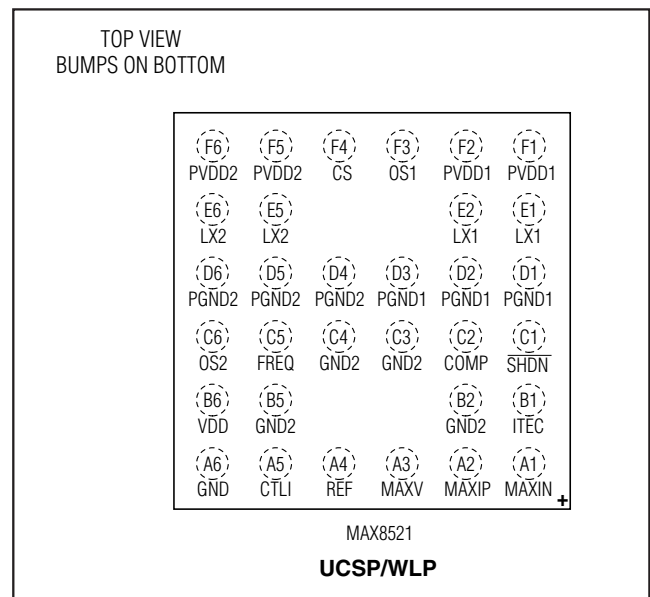 TOP VIEW
BUMPS ON BOTTOM
F6 F5 F4 F3 F2 F1
PVDD2 PVDD2 CS OS1 PVDD1 PVDD1
E6 E5 E2 E1
LX2 LX2 LX1 LX1
D6 D5 D4 D3 D2 D1
PGND2 PGND2 PGND2 PGND1 PGND1 PGND1
C6 C5 C4 C3 C2 C1
OS2 FREQ GND2 GND2 COMP SHDN
B6 B5 B2 B1
VDD GND2 GND2 ITEC
A6 A5 A4 A3 A2 A1
GND CTLI REF MAXV MAXIP MAXIN
+
MAX8521
UCSP/WLP